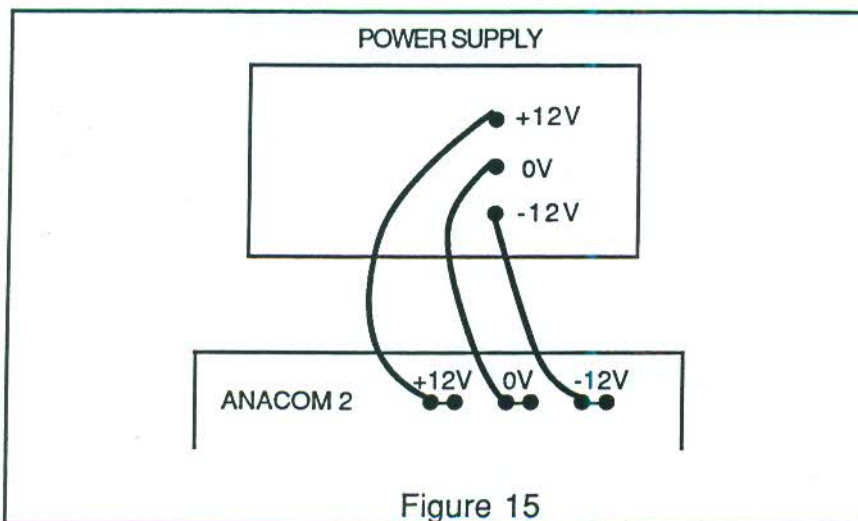 POWER SUPPLY
+12V
0V
-12V
+12V 0V -12V
ANACOM 2
Figure 15